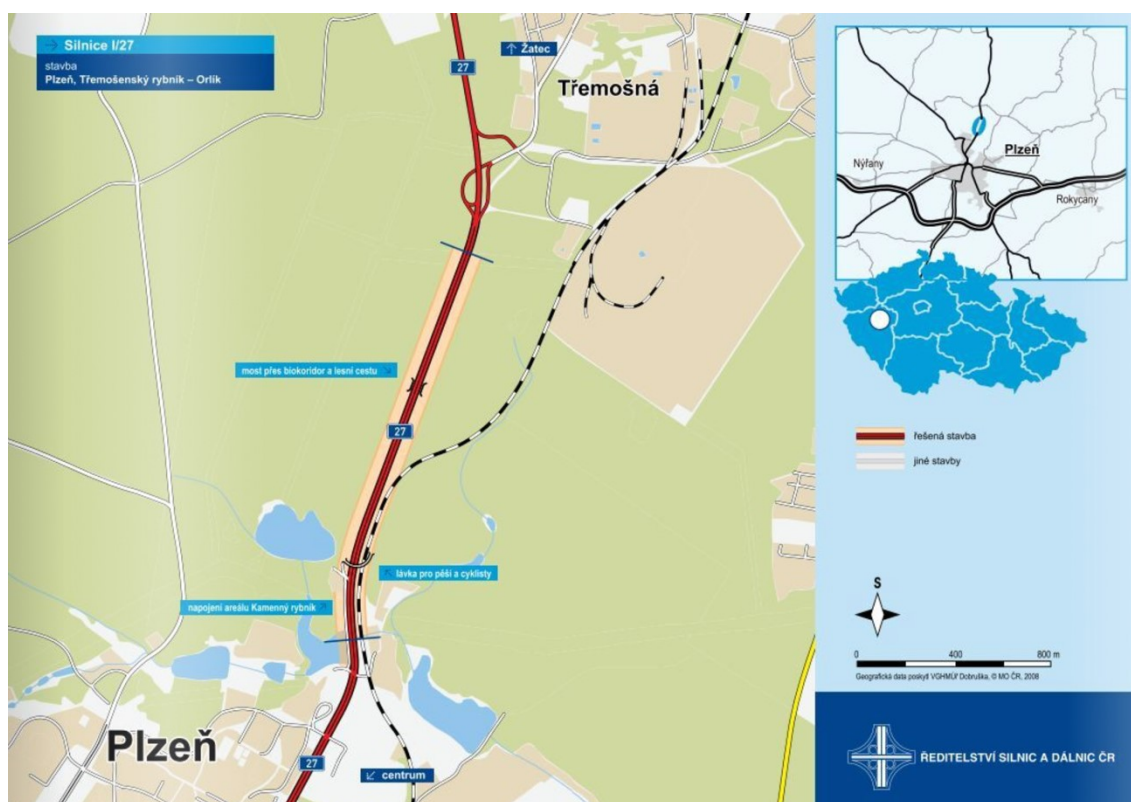 Silnice I/27
stavba
Plzeň, Třemošenský rybník – Orlík
27
Žatec
Třemošná
most přes biokoridor a lesní cestu
27
lávka pro pěší a cyklisty
napojení areálu Kamenný rybník
Plzeň
27
centrum
Plzeň
Nýřany
Rokycany
řešená stavba
jiné stavby
S
0 400 800 m
Geografická data poskytl VGHMÚř Dobruška, © MO ČR, 2008
ŘEDITELSTVÍ SILNIC A DÁLNIC ČR